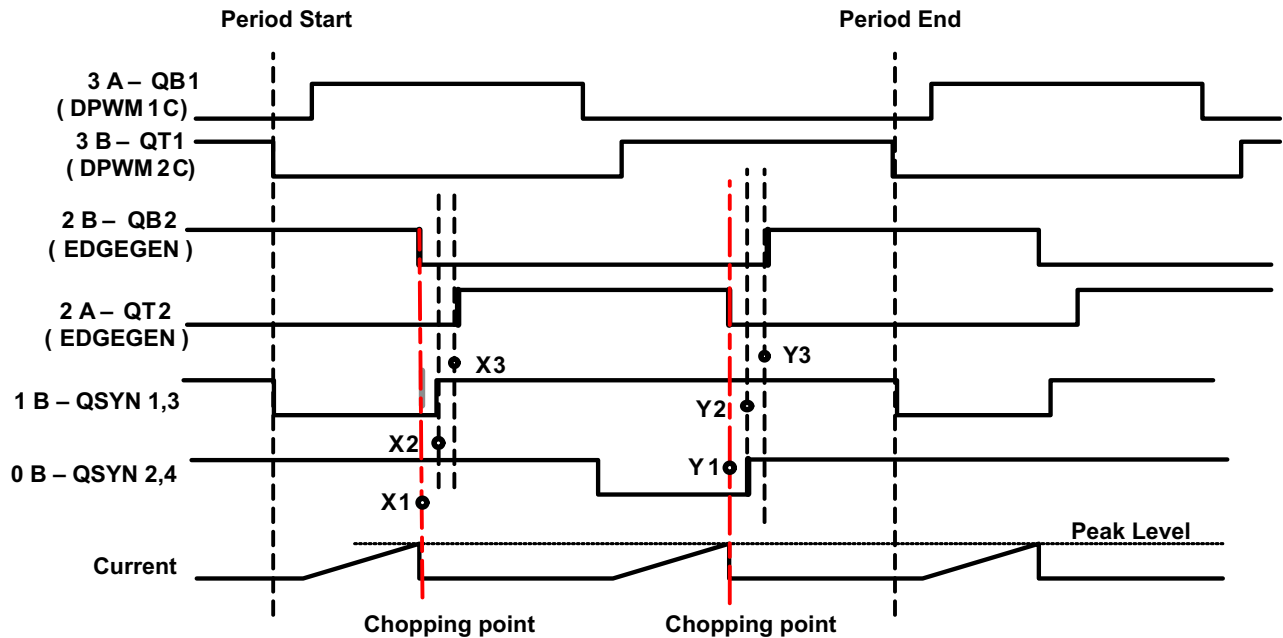 Period Start
Period End
3 A – QB1
( DPWM 1C )
3 B – QT1
( DPWM 2C)
2 B – QB2
( EDGEGEN )
2 A – QT2
( EDGEGEN)
X3
Y3
1 B – QSYN 1,3
Y2
X2
0 B – QSYN 2,4
Y1
X1
Peak Level
Current
Chopping point
Chopping point